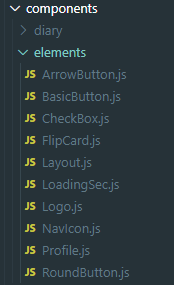 components
diary
elements
JS ArrowButton.js
JS BasicButton.js
JS CheckBox.js
JS FlipCard.js
JS Layout.js
JS LoadingSec.js
JS Logo.js
JS NavIcon.js
JS Profile.js
JS RoundButton.js